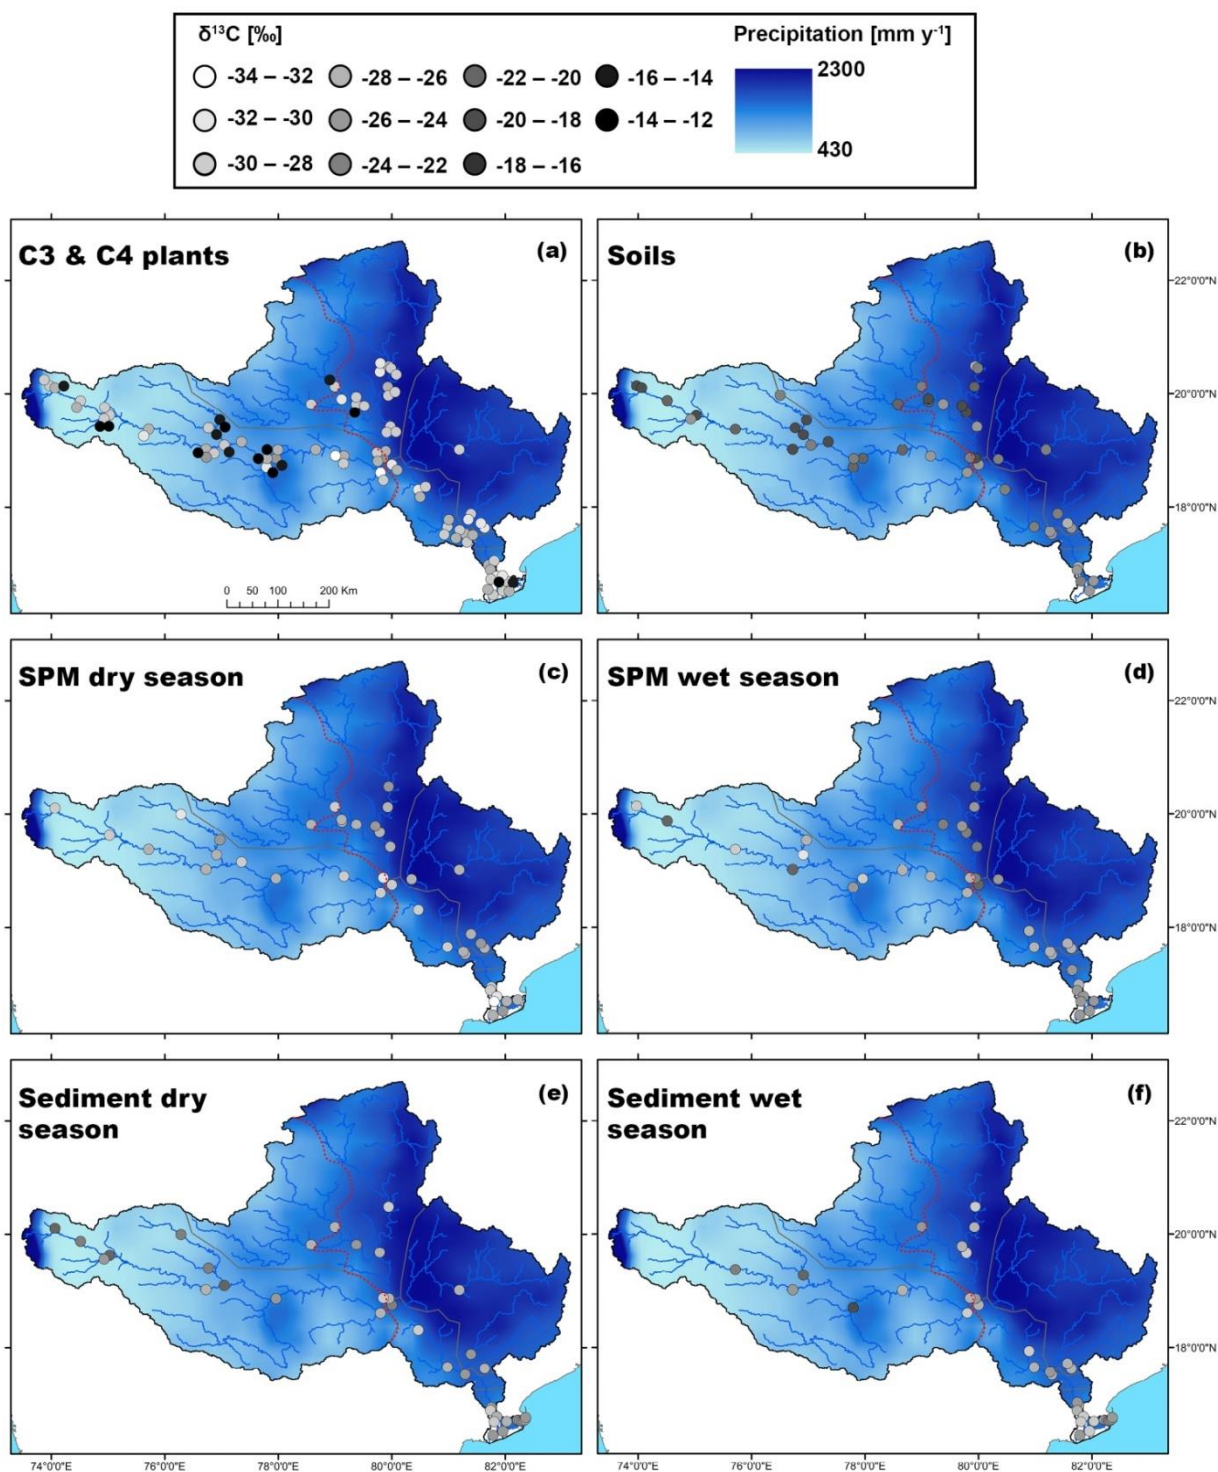 δ¹³C [‰]
Precipitation [mm y⁻¹]
-34 – -32
-28 – -26
-22 – -20
-16 – -14
2300
-32 – -30
-26 – -24
-20 – -18
-14 – -12
-30 – -28
-24 – -22
-18 – -16
430
C3 & C4 plants
(a)
Soils
(b)
22°0'0"N
20°0'0"N
18°0'0"N
0 50 100 200 Km
SPM dry season
(c)
SPM wet season
(d)
22°0'0"N
20°0'0"N
18°0'0"N
Sediment dry
season
(e)
Sediment wet
season
(f)
22°0'0"N
20°0'0"N
18°0'0"N
74°0'0"E
76°0'0"E
78°0'0"E
80°0'0"E
82°0'0"E
74°0'0"E
76°0'0"E
78°0'0"E
80°0'0"E
82°0'0"E